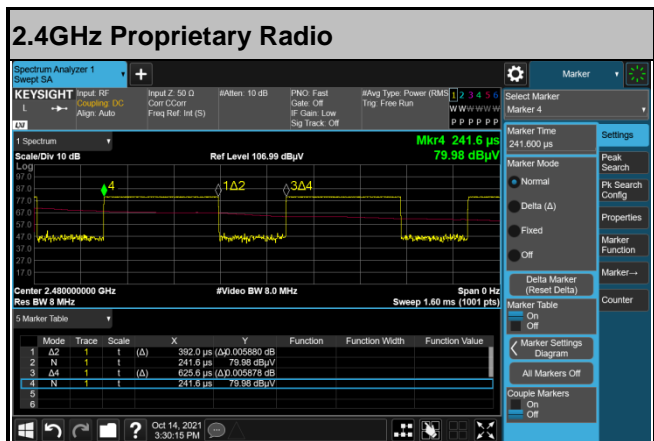 2.4GHz Proprietary Radio
Spectrum Analyzer 1
Swept SA
Marker
KEYSIGHT
L
LXI
Input: RF
Coupling: DC
Align: Auto
Input Z: 50 Ω
Corr CCorr
Freq Ref: Int (S)
#Atten: 10 dB
PNO: Fast
Gate: Off
IF Gain: Low
Sig Track: Off
#Avg Type: Power (RMS
Trig: Free Run
1 2 3 4 5 6
W W W W W W
P P P P P P
Select Marker
Marker 4
1 Spectrum
Mkr4 241.6 µs
Scale/Div 10 dB
Ref Level 106.99 dBµV
79.98 dBµV
Log
97.0
87.0
77.0
67.0
57.0
47.0
37.0
27.0
17.0
4
1Δ2
3Δ4
Center 2.480000000 GHz
#Video BW 8.0 MHz
Span 0 Hz
Res BW 8 MHz
Sweep 1.60 ms (1001 pts)
5 Marker Table
Mode Trace Scale X Y Function Function Width Function Value
1 Δ2 1 t (Δ) 392.0 µs (Δ) 0.005880 dB
2 N 1 t 241.6 µs 79.98 dBµV
3 Δ4 1 t (Δ) 625.6 µs (Δ) 0.005878 dB
4 N 1 t 241.6 µs 79.98 dBµV
5
6
Marker Time
241.600 µs
Marker Mode
Normal
Delta (Δ)
Fixed
Off
Delta Marker
(Reset Delta)
Marker Table
On
Off
Marker Settings
Diagram
All Markers Off
Couple Markers
On
Off
Settings
Peak
Search
Pk Search
Config
Properties
Marker
Function
Marker→
Counter
?
Oct 14, 2021
3:30:15 PM